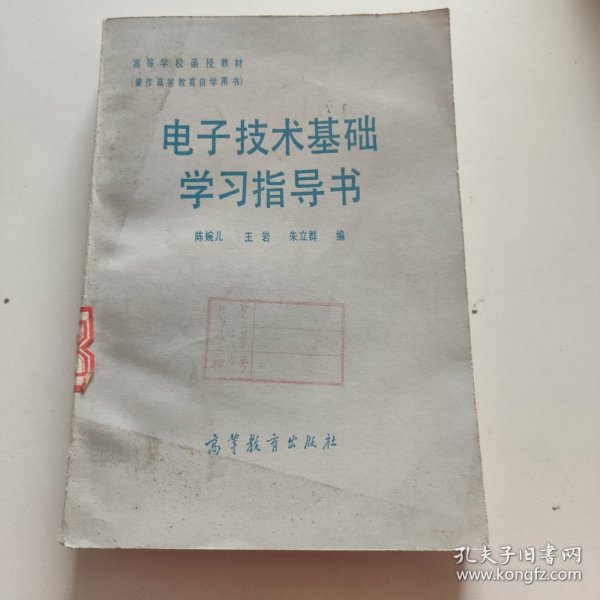 高等学校函授教材
(兼作高等教育自学用书)
电子技术基础
学习指导书
陈婉儿 王岩 朱立群 编
高等教育出版社
孔夫子旧书网
www.kongfz.com